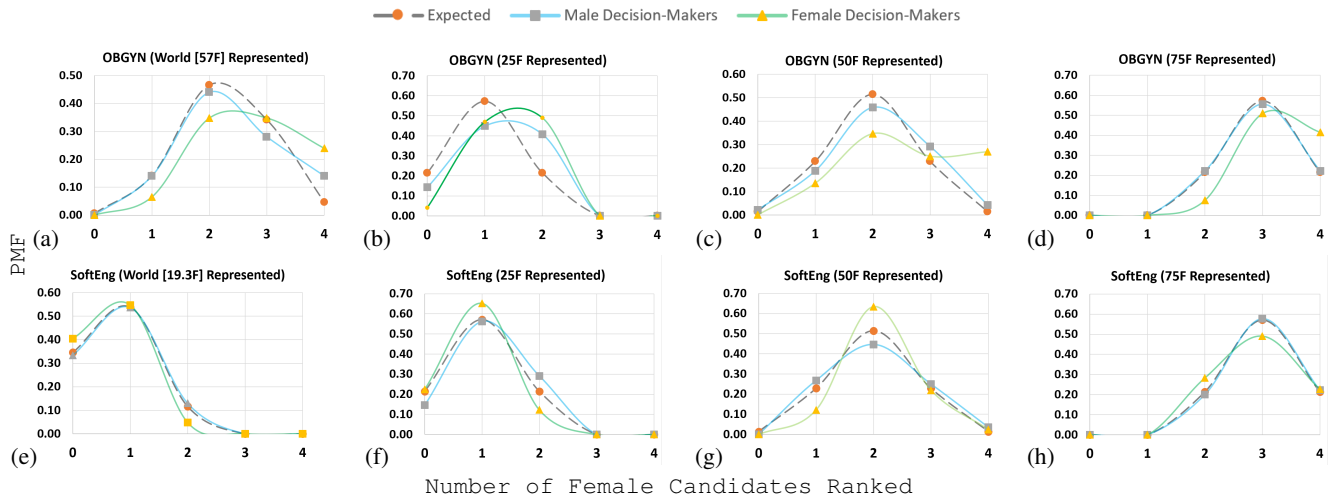 Expected Male Decision-Makers Female Decision-Makers
OBGYN (World [57F] Represented) OBGYN (25F Represented) OBGYN (50F Represented) OBGYN (75F Represented)
0.50 0.70 0.60 0.70
0.60 0.60
0.40 0.50 0.50
0.50 0.40 0.50
0.30 0.40 0.40
0.30
0.20 0.30 0.30
0.20 0.20 0.20
0.10 0.10 0.10 0.10
0.00 0.00 0.00 0.00
(a) 0 1 2 3 4 (b) 0 1 2 3 4 (c) 0 1 2 3 4 (d) 0 1 2 3 4
PMF
SoftEng (World [19.3F] Represented) SoftEng (25F Represented) SoftEng (50F Represented) SoftEng (75F Represented)
0.60 0.70 0.70 0.70
0.50 0.60 0.60 0.60
0.40 0.50 0.50 0.50
0.40 0.40 0.40
0.30 0.30 0.30 0.30
0.20 0.20 0.20 0.20
0.10 0.10 0.10 0.10
0.00 0.00 0.00 0.00
(e) 0 1 2 3 4 (f) 0 1 2 3 4 (g) 0 1 2 3 4 (h) 0 1 2 3 4
Number of Female Candidates Ranked